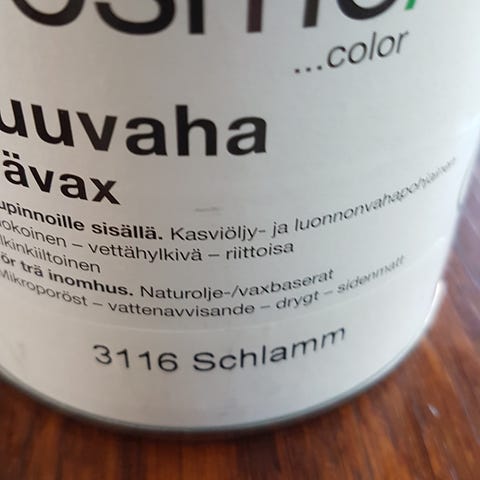 ...color
uuvaha
ävax
upinnoille sisällä. Kasviöljy- ja luonnonvahapohjainen
okoinen – vettähylkivä – riittoisa
lkinkiiltoinen
ör trä inomhus. Naturolje-/vaxbaserat
Mikroporöst – vattenavvisande – drygt – sidenmatt
3116 Schlamm